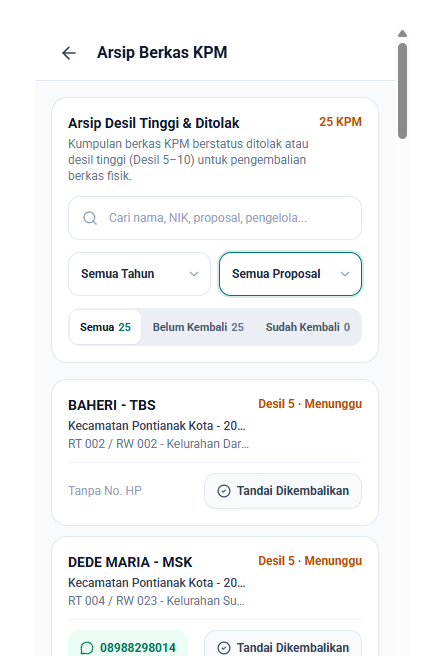 Arsip Berkas KPM
Arsip Desil Tinggi & Ditolak
25 KPM
Kumpulan berkas KPM berstatus ditolak atau
desil tinggi (Desil 5–10) untuk pengembalian
berkas fisik.
Cari nama, NIK, proposal, pengelola...
Semua Tahun
Semua Proposal
Semua 25
Belum Kembali 25
Sudah Kembali 0
BAHERI - TBS
Desil 5 · Menunggu
Kecamatan Pontianak Kota - 20...
RT 002 / RW 002 - Kelurahan Dar...
Tanpa No. HP
Tandai Dikembalikan
DEDE MARIA - MSK
Desil 5 · Menunggu
Kecamatan Pontianak Kota - 20...
RT 004 / RW 023 - Kelurahan Su...
08988298014
Tandai Dikembalikan